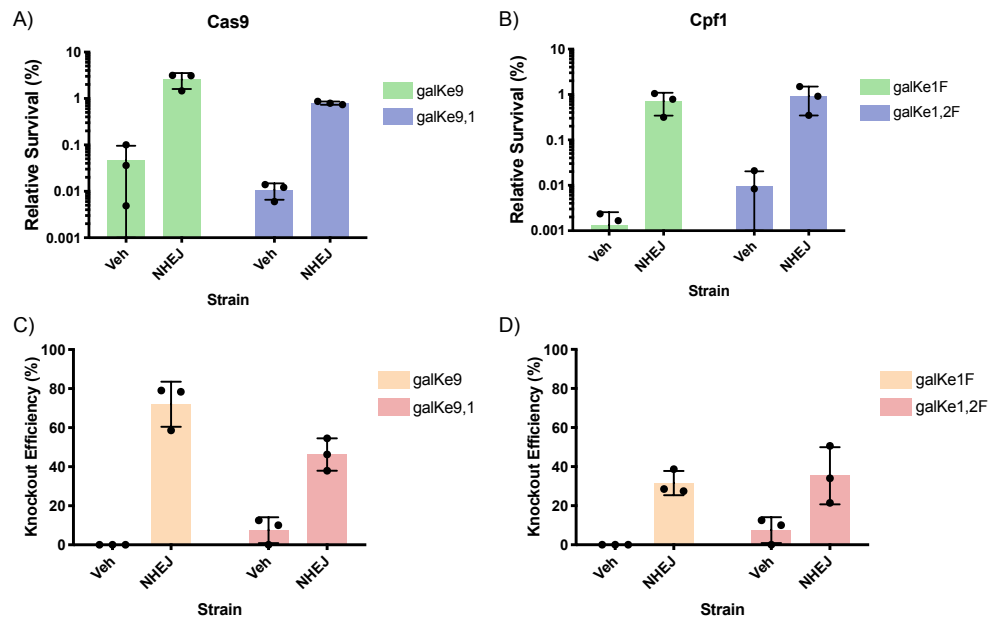 A)
Cas9
Relative Survival (%)
10
1
0.1
0.01
0.001
Veh
NHEJ
Veh
NHEJ
Strain
galKe9
galKe9,1
B)
Cpf1
Relative Survival (%)
10
1
0.1
0.01
0.001
Veh
NHEJ
Veh
NHEJ
Strain
galKe1F
galKe1,2F
C)
Knockout Efficiency (%)
100
80
60
40
20
0
Veh
NHEJ
Veh
NHEJ
Strain
galKe9
galKe9,1
D)
Knockout Efficiency (%)
100
80
60
40
20
0
Veh
NHEJ
Veh
NHEJ
Strain
galKe1F
galKe1,2F